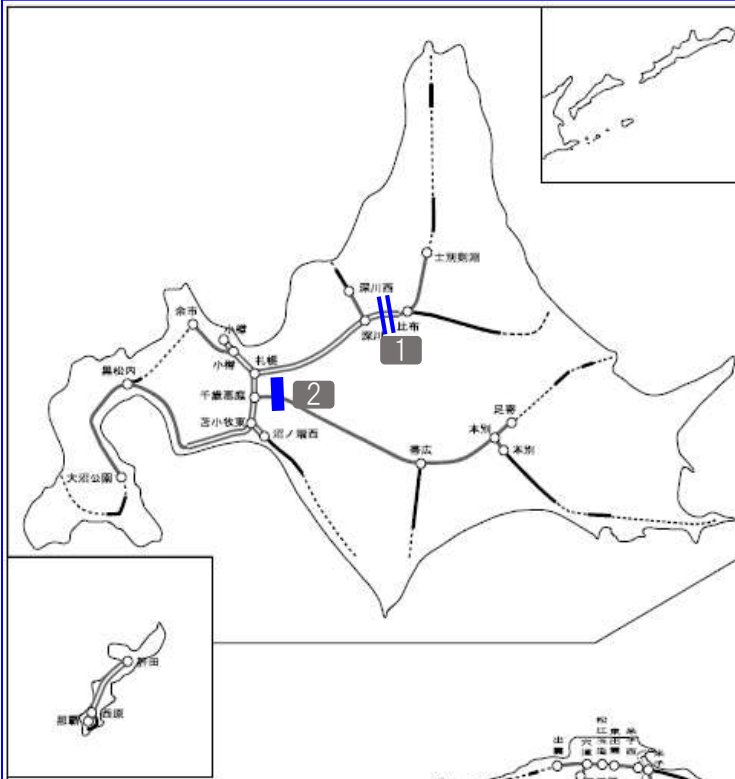 士別剣淵
深川西
余市
小樽
深川
比布
1
小樽
札幌
黒松内
千歳恵庭
2
足寄
苫小牧東
沼ノ端西
本別
本別
帯広
大沼公園
許田
西原
那覇